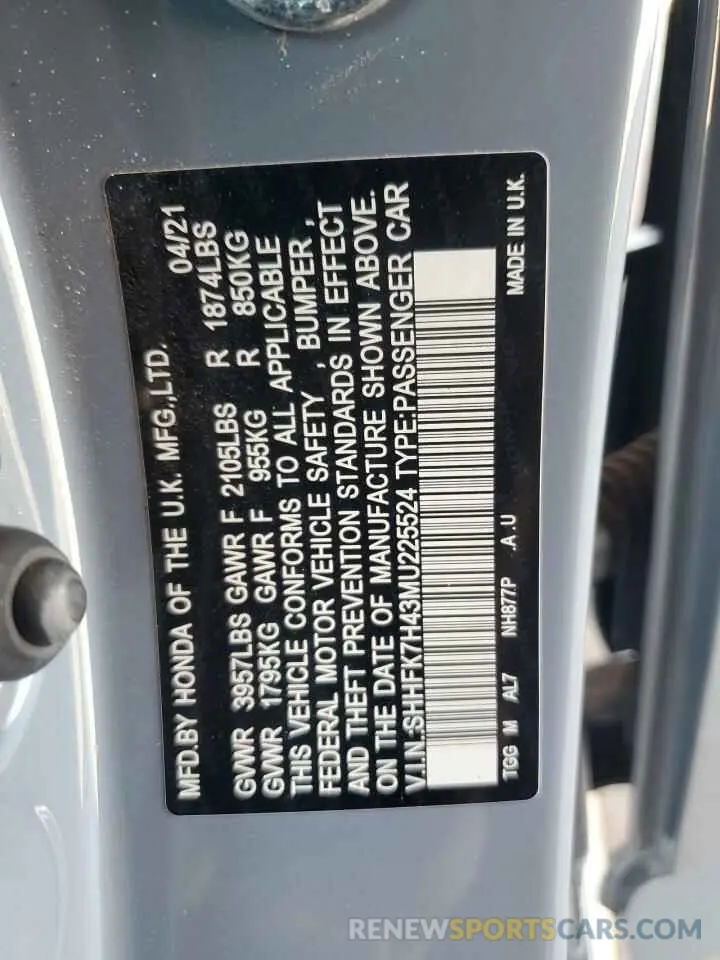 MFD.BY HONDA OF THE U.K. MFG.,LTD. 04/21
GVWR 3957LBS GAWR F 2105LBS R 1874LBS
GVWR 1795KG GAWR F 955KG R 850KG
THIS VEHICLE CONFORMS TO ALL APPLICABLE
FEDERAL MOTOR VEHICLE SAFETY , BUMPER ,
AND THEFT PREVENTION STANDARDS IN EFFECT
ON THE DATE OF MANUFACTURE SHOWN ABOVE.
V.I.N.:SHHFK7H43MU225524 TYPE:PASSENGER CAR
TGG M AL7 NH877P .A .U MADE IN U.K.
RENEWSPORTSCARS.COM